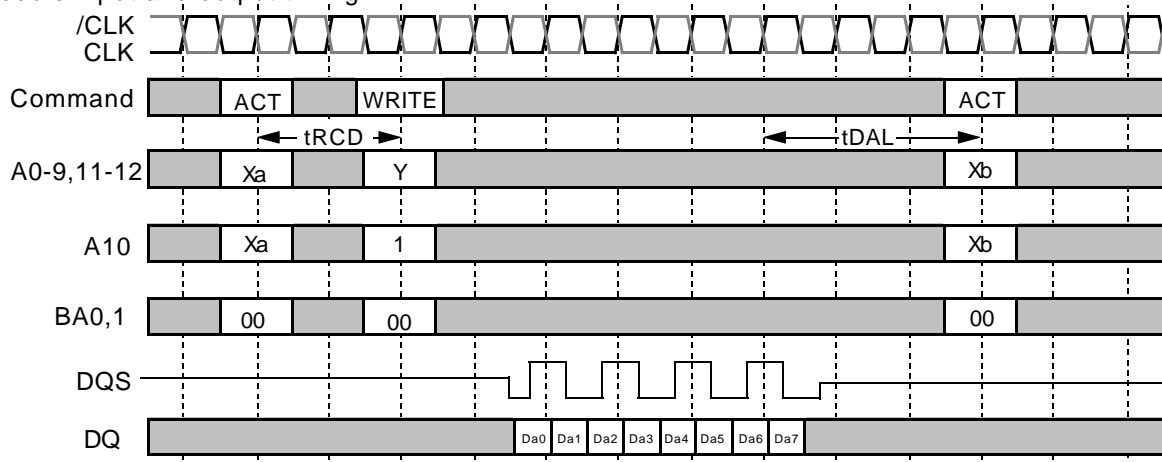 /CLK
CLK
Command ACT WRITE ACT
tRCD tDAL
A0-9,11-12 Xa Y Xb
A10 Xa 1 Xb
BA0,1 00 00 00
DQS
DQ Da0 Da1 Da2 Da3 Da4 Da5 Da6 Da7